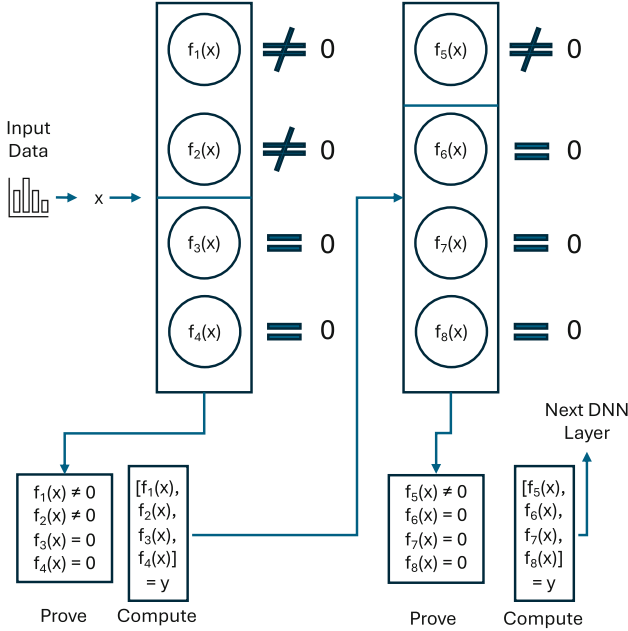 f₁(x) ≠ 0
f₂(x) ≠ 0
f₃(x) = 0
f₄(x) = 0
Input
Data
x
f₅(x) ≠ 0
f₆(x) = 0
f₇(x) = 0
f₈(x) = 0
f₁(x) ≠ 0
f₂(x) ≠ 0
f₃(x) = 0
f₄(x) = 0
Prove
[f₁(x),
f₂(x),
f₃(x),
f₄(x)]
= y
Compute
f₅(x) ≠ 0
f₆(x) = 0
f₇(x) = 0
f₈(x) = 0
Prove
[f₅(x),
f₆(x),
f₇(x),
f₈(x)]
= y
Compute
Next DNN
Layer